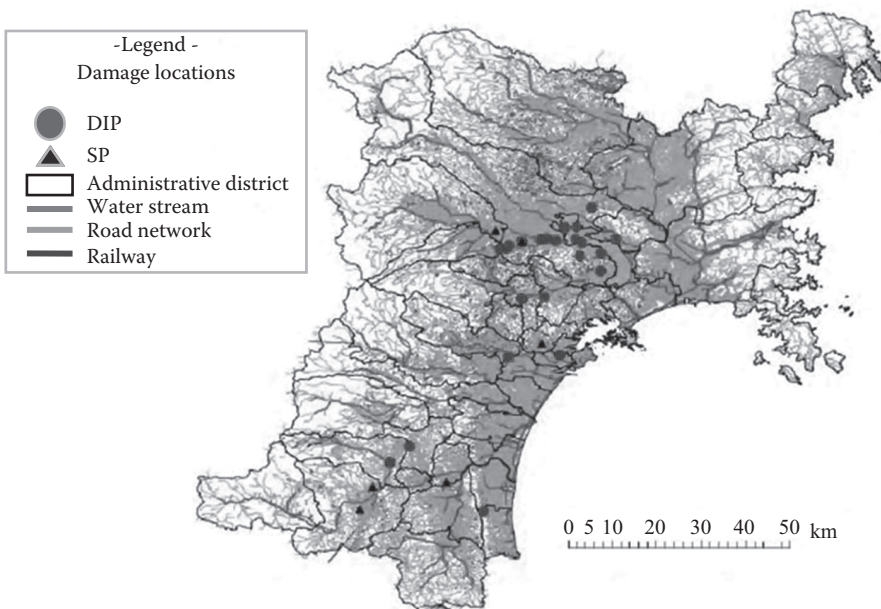 -Legend -
Damage locations
DIP
SP
Administrative district
Water stream
Road network
Railway
0 5 10 20 30 40 50 km